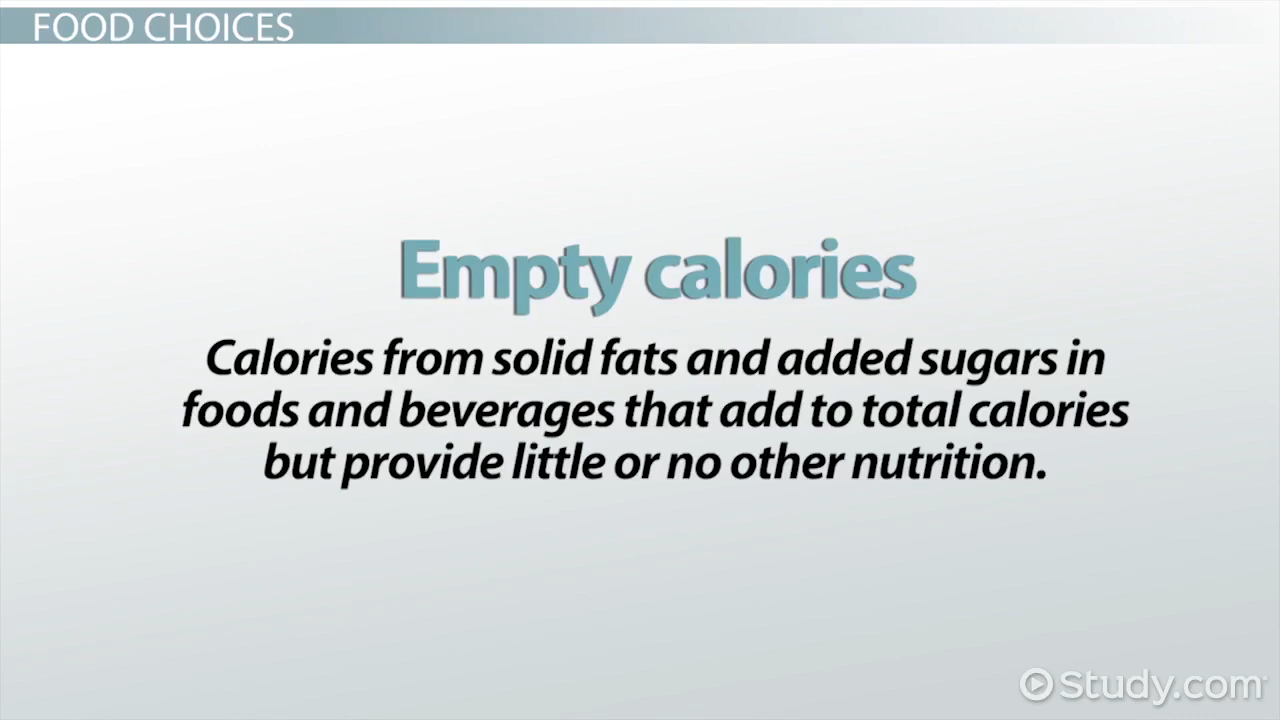 FOOD CHOICES
Empty calories
Calories from solid fats and added sugars in
foods and beverages that add to total calories
but provide little or no other nutrition.
Study.com